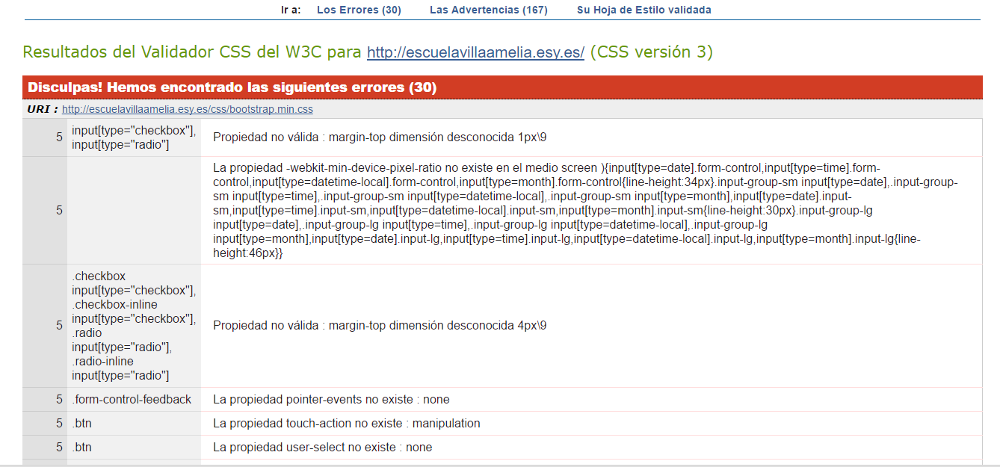 Ir a: Los Errores (30) Las Advertencias (167) Su Hoja de Estilo validada
Resultados del Validador CSS del W3C para http://escuelavillaamelia.esy.es/ (CSS versión 3)
Disculpas! Hemos encontrado las siguientes errores (30)
URI : http://escuelavillaamelia.esy.es/css/bootstrap.min.css
5
input[type="checkbox"],
input[type="radio"]
Propiedad no válida : margin-top dimensión desconocida 1px\9
5
La propiedad -webkit-min-device-pixel-ratio no existe en el medio screen ){input[type=date].form-control,input[type=time].form-
control,input[type=datetime-local].form-control,input[type=month].form-control{line-height:34px}.input-group-sm input[type=date],.input-group-
sm input[type=time],.input-group-sm input[type=datetime-local],.input-group-sm input[type=month],input[type=date].input-
sm,input[type=time].input-sm,input[type=datetime-local].input-sm,input[type=month].input-sm{line-height:30px}.input-group-lg
input[type=date],.input-group-lg input[type=time],.input-group-lg input[type=datetime-local],.input-group-lg
input[type=month],input[type=date].input-lg,input[type=time].input-lg,input[type=datetime-local].input-lg,input[type=month].input-lg{line-
height:46px}}
5
.checkbox
input[type="checkbox"],
.checkbox-inline
input[type="checkbox"],
.radio
input[type="radio"],
.radio-inline
input[type="radio"]
Propiedad no válida : margin-top dimensión desconocida 4px\9
5 .form-control-feedback La propiedad pointer-events no existe : none
5 .btn La propiedad touch-action no existe : manipulation
5 .btn La propiedad user-select no existe : none